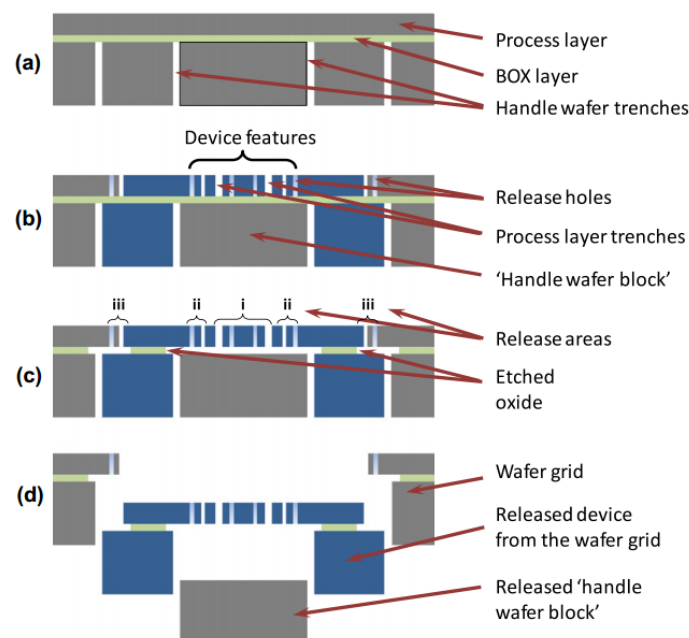 (a)
Process layer
BOX layer
Handle wafer trenches
Device features
(b)
Release holes
Process layer trenches
‘Handle wafer block’
iii ii i ii iii
(c)
Release areas
Etched
oxide
(d)
Wafer grid
Released device
from the wafer grid
Released ‘handle
wafer block’